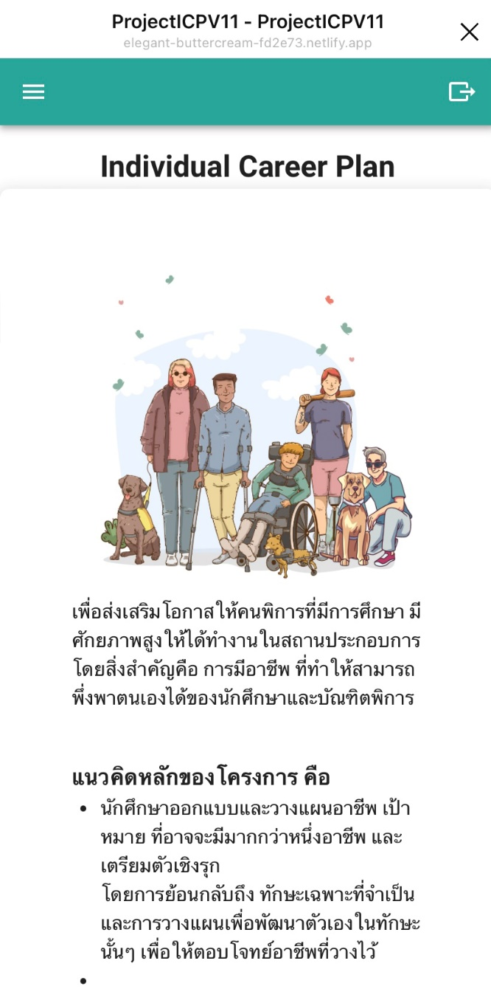 ProjectICPV11 - ProjectICPV11
elegant-buttercream-fd2e73.netlify.app
Individual Career Plan
เพื่อส่งเสริมโอกาสให้คนพิการที่มีการศึกษา มี
ศักยภาพสูงให้ได้ทำงานในสถานประกอบการ
โดยสิ่งสำคัญคือ การมีอาชีพ ที่ทำให้สามารถ
พึ่งพาตนเองได้ของนักศึกษาและบัณฑิตพิการ
แนวคิดหลักของโครงการ คือ
• นักศึกษาออกแบบและวางแผนอาชีพ เป้า
หมาย ที่อาจจะมีมากกว่าหนึ่งอาชีพ และ
เตรียมตัวเชิงรุก
โดยการย้อนกลับถึง ทักษะเฉพาะที่จำเป็น
และการวางแผนเพื่อพัฒนาตัวเองในทักษะ
นั้นๆ เพื่อให้ตอบโจทย์อาชีพที่วางไว้
•